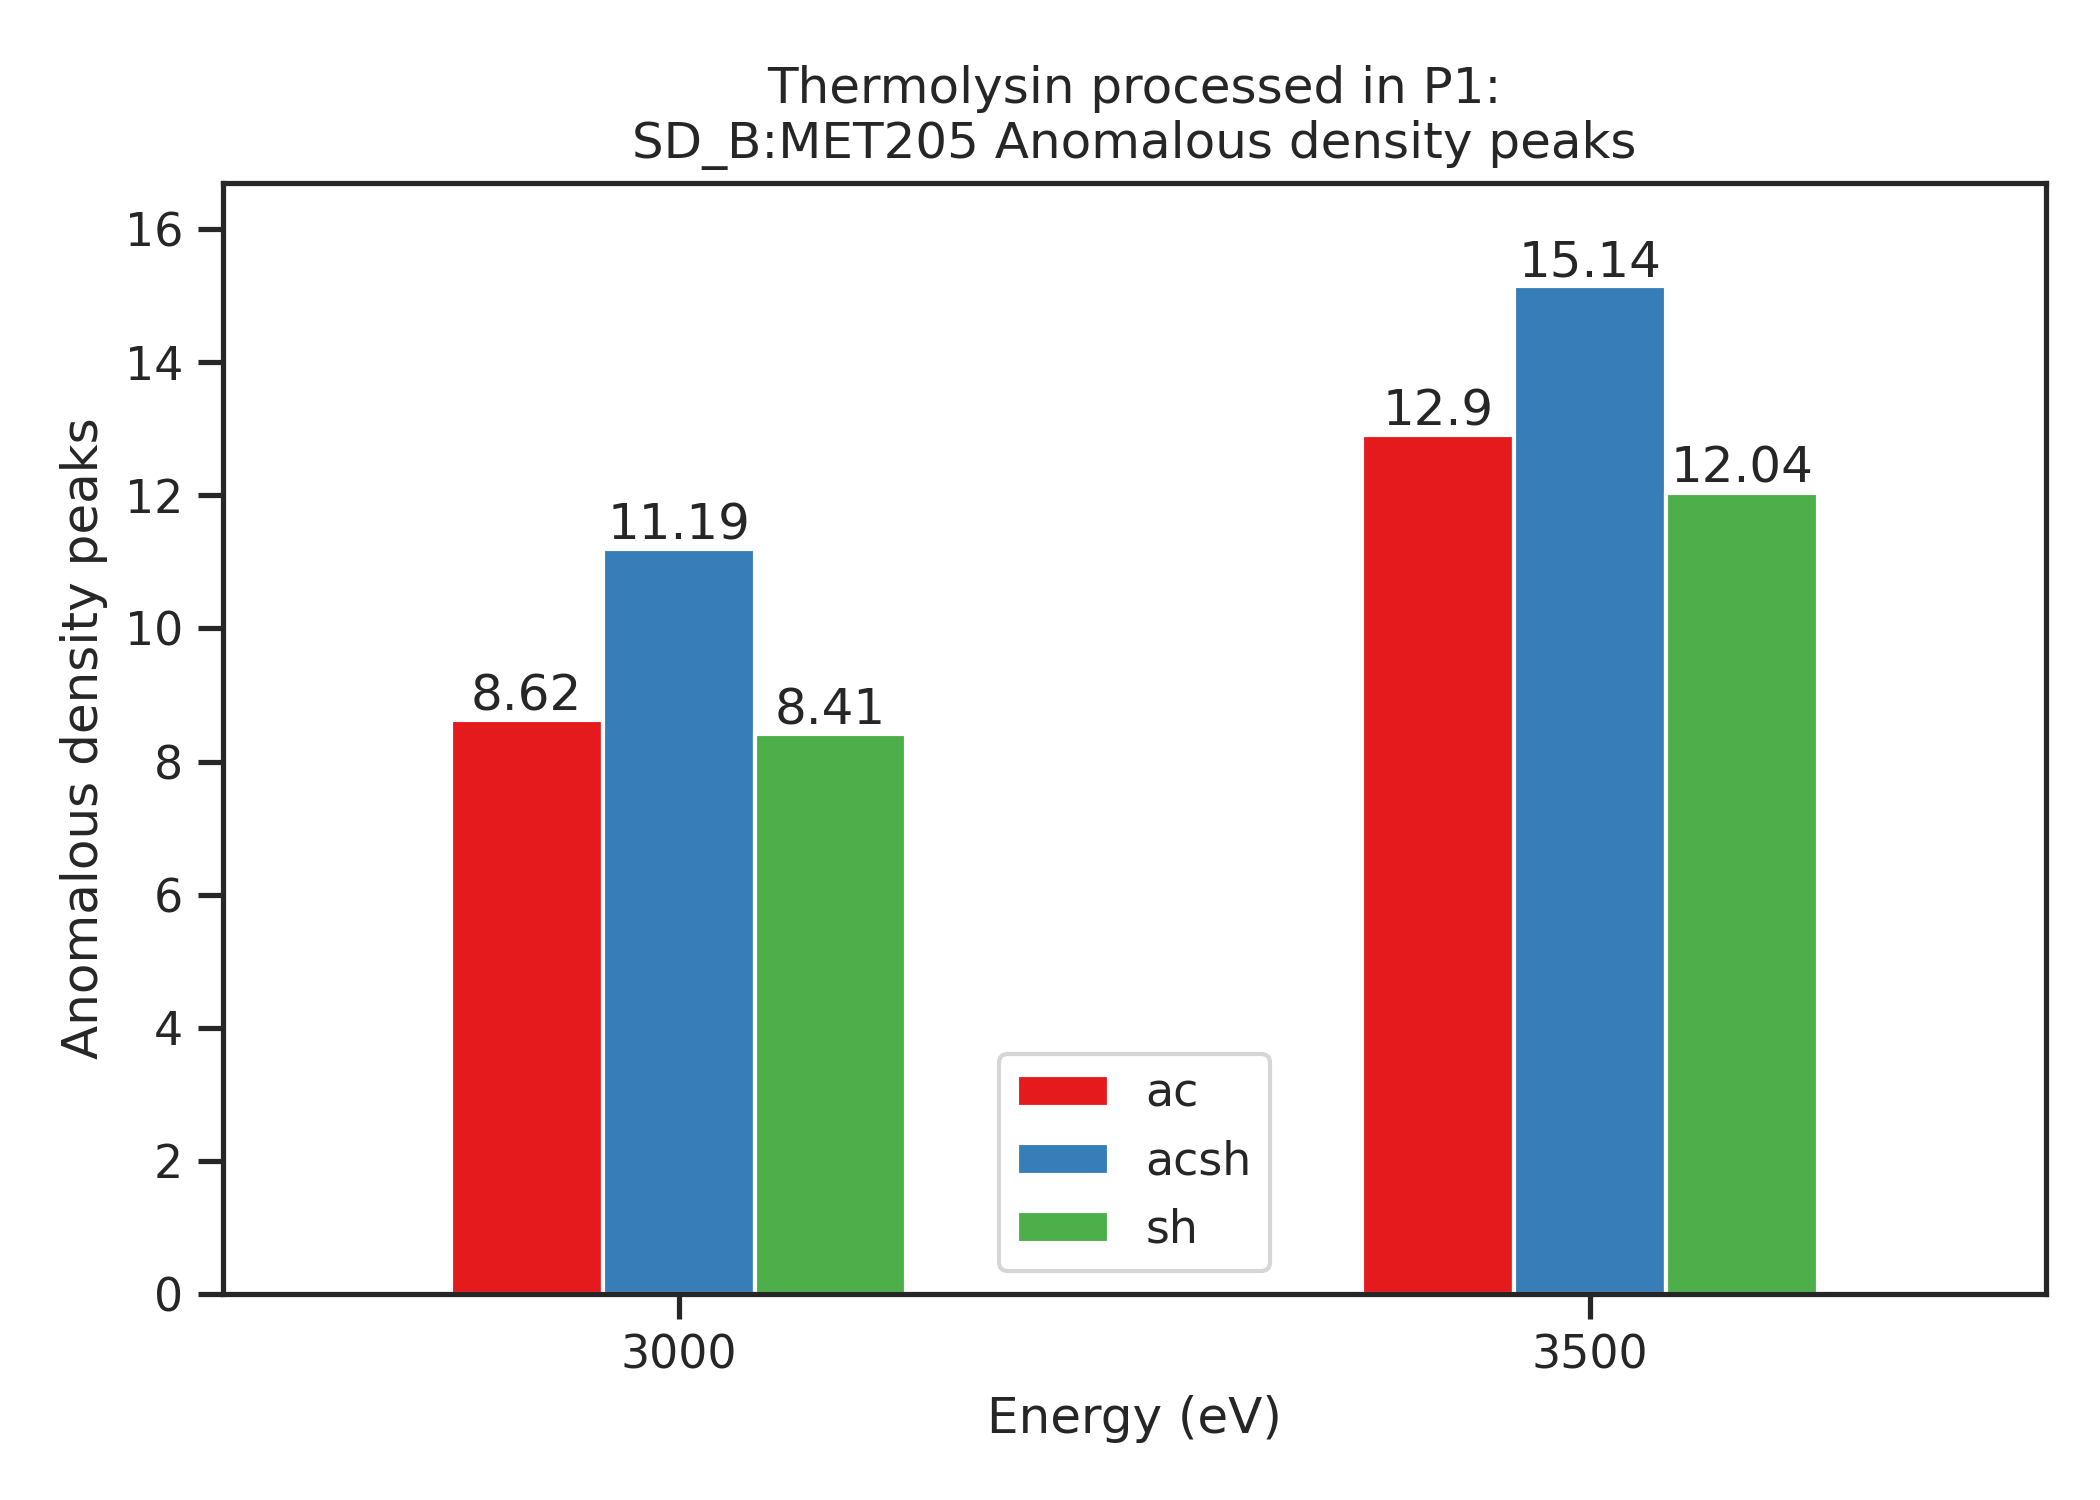 Thermolysin processed in P1:
SD_B:MET205 Anomalous density peaks
Anomalous density peaks
16
14
12
10
8
6
4
2
0
8.62
11.19
8.41
12.9
15.14
12.04
ac
acsh
sh
3000
3500
Energy (eV)